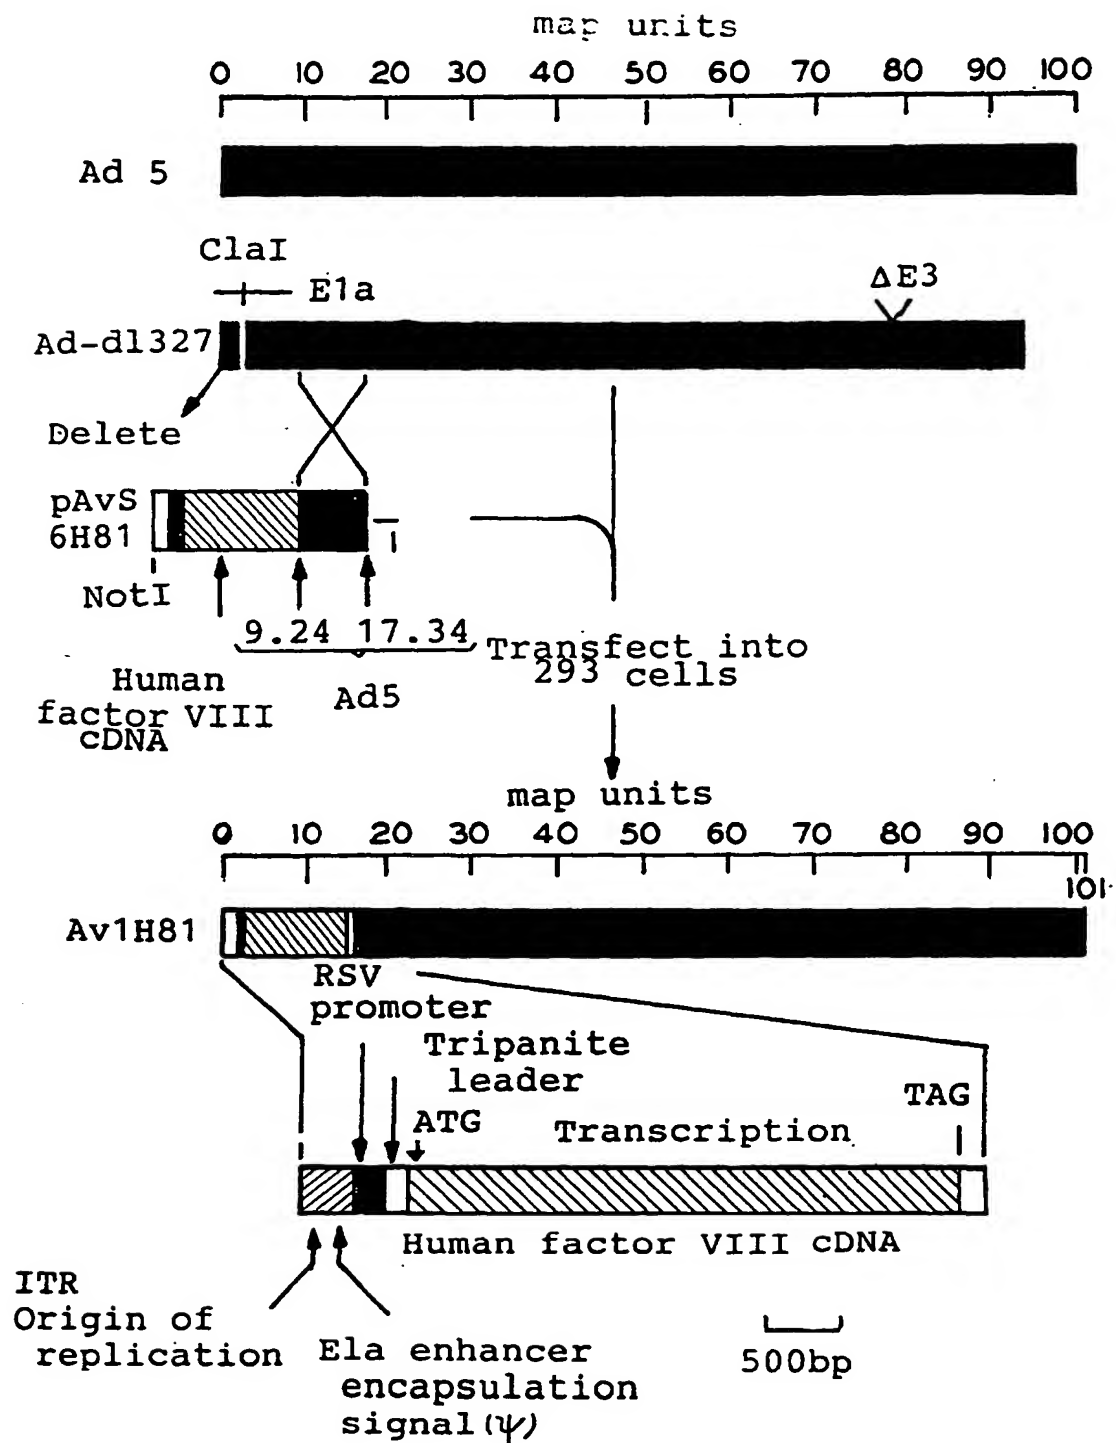 map units
0 10 20 30 40 50 60 70 80 90 100
Ad 5
ClaI
E1a
ΔE3
Ad-dl327
Delete
pAvS
6H81
NotI
9.24 17.34
Transfect into
293 cells
Human
factor VIII
cDNA
Ad5
map units
0 10 20 30 40 50 60 70 80 90 100
101
Av1H81
RSV
promoter
Tripanite
leader
ATG
Transcription
TAG
Human factor VIII cDNA
ITR
Origin of
replication
Ela enhancer
encapsulation
signal(ψ)
500bp